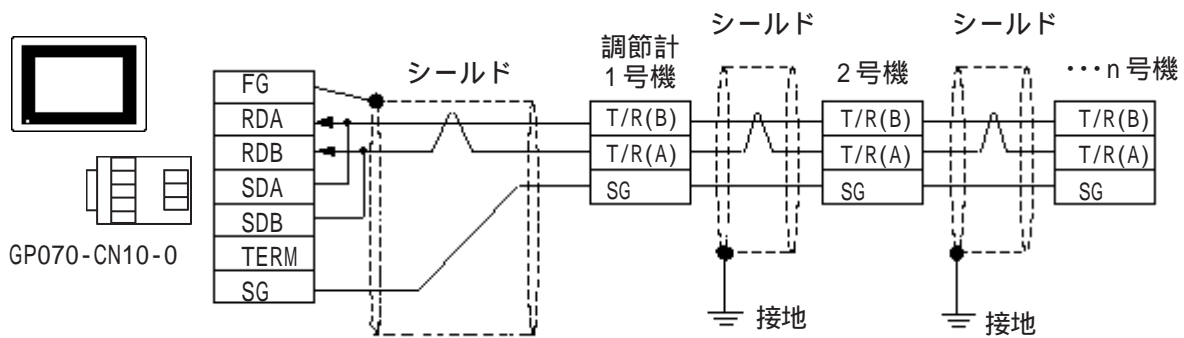 シールド
シールド
シールド
調節計
1号機
2号機
･･･n号機
FG
RDA
RDB
SDA
SDB
TERM
SG
T/R(B)
T/R(A)
SG
T/R(B)
T/R(A)
SG
T/R(B)
T/R(A)
SG
GP070-CN10-0
接地
接地